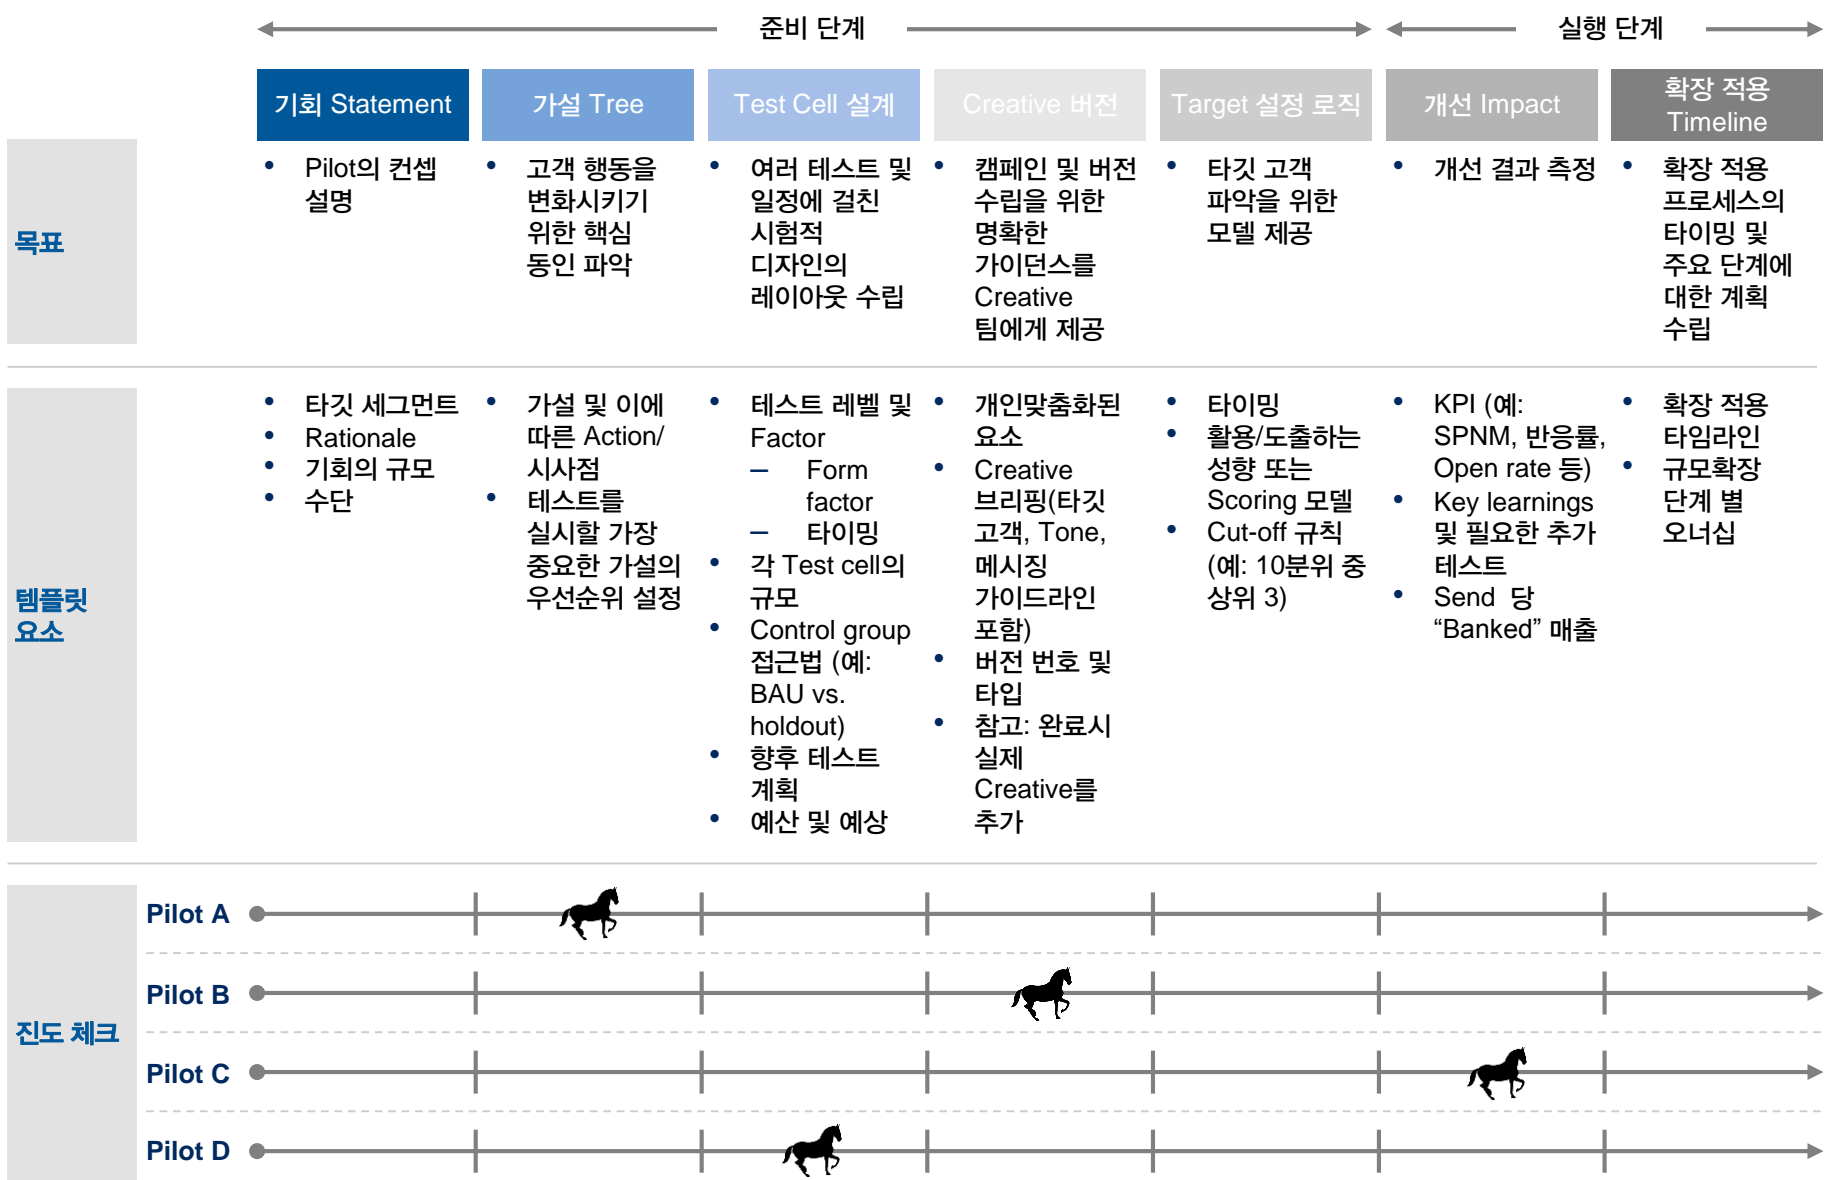 준비 단계
실행 단계
기회 Statement
가설 Tree
Test Cell 설계
Creative 버전
Target 설정 로직
개선 Impact
확장 적용
Timeline
목표
• Pilot의 컨셉
설명
• 고객 행동을
변화시키기
위한 핵심
동인 파악
• 여러 테스트 및
일정에 걸친
시험적
디자인의
레이아웃 수립
• 캠페인 및 버전
수립을 위한
명확한
가이던스를
Creative
팀에게 제공
• 타깃 고객
파악을 위한
모델 제공
• 개선 결과 측정
• 확장 적용
프로세스의
타이밍 및
주요 단계에
대한 계획
수립
템플릿
요소
• 타깃 세그먼트
• Rationale
• 기회의 규모
• 수단
• 가설 및 이에
따른 Action/
시사점
• 테스트를
실시할 가장
중요한 가설의
우선순위 설정
• 테스트 레벨 및
Factor
– Form
factor
– 타이밍
• 각 Test cell의
규모
• Control group
접근법 (예:
BAU vs.
holdout)
• 향후 테스트
계획
• 예산 및 예상
• 개인맞춤화된
요소
• Creative
브리핑(타깃
고객, Tone,
메시징
가이드라인
포함)
• 버전 번호 및
타입
• 참고: 완료시
실제
Creative를
추가
• 타이밍
• 활용/도출하는
성향 또는
Scoring 모델
• Cut-off 규칙
(예: 10분위 중
상위 3)
• KPI (예:
SPNM, 반응률,
Open rate 등)
• Key learnings
및 필요한 추가
테스트
• Send 당
“Banked” 매출
• 확장 적용
타임라인
• 규모확장
단계 별
오너십
진도 체크
Pilot A
Pilot B
Pilot C
Pilot D